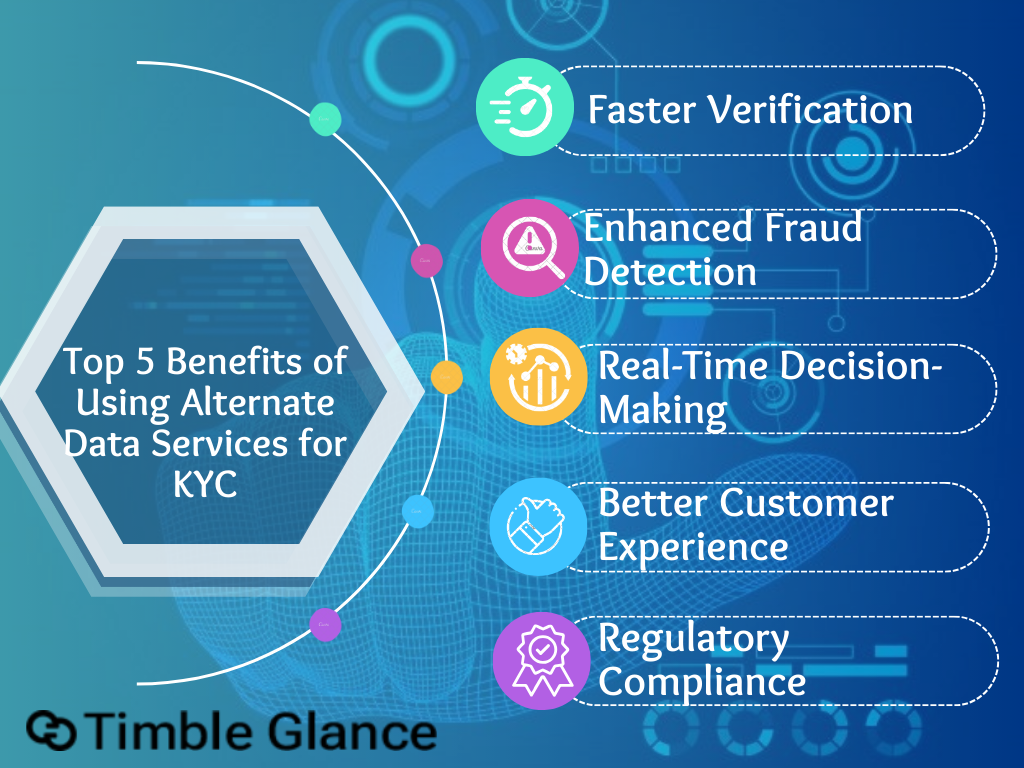 Top 5 Benefits of
Using Alternate
Data Services for
KYC
Faster Verification
Enhanced Fraud
Detection
Real-Time Decision-
Making
Better Customer
Experience
Regulatory
Compliance
Timble Glance